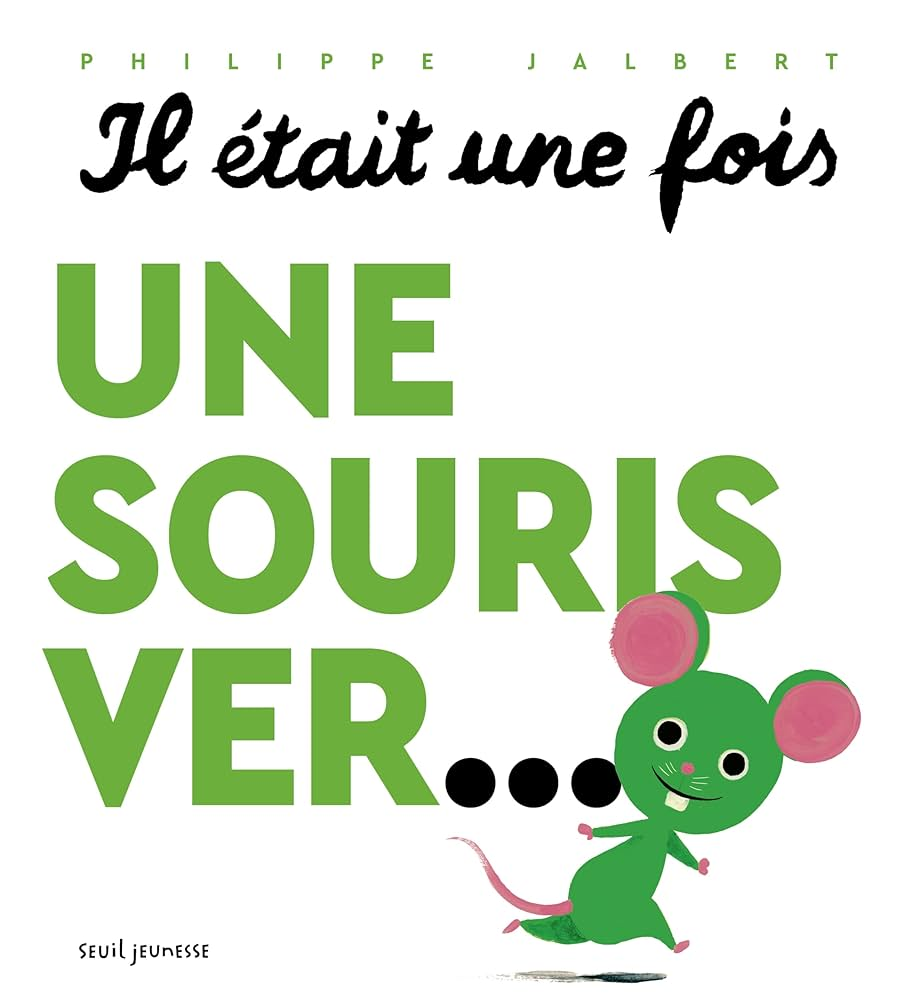 PHILIPPE JALBERT
Il était une fois
UNE
SOURIS
VER...
SEUIL JEUNESSE